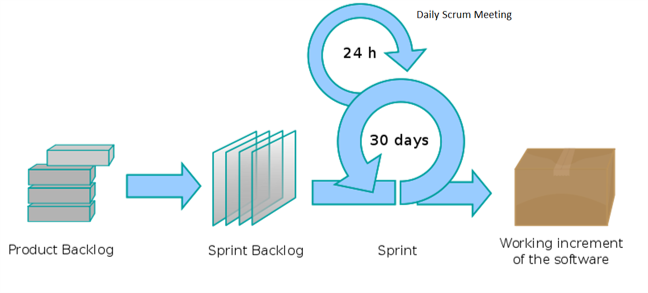 Daily Scrum Meeting
24 h
30 days
Product Backlog
Sprint Backlog
Sprint
Working increment
of the software